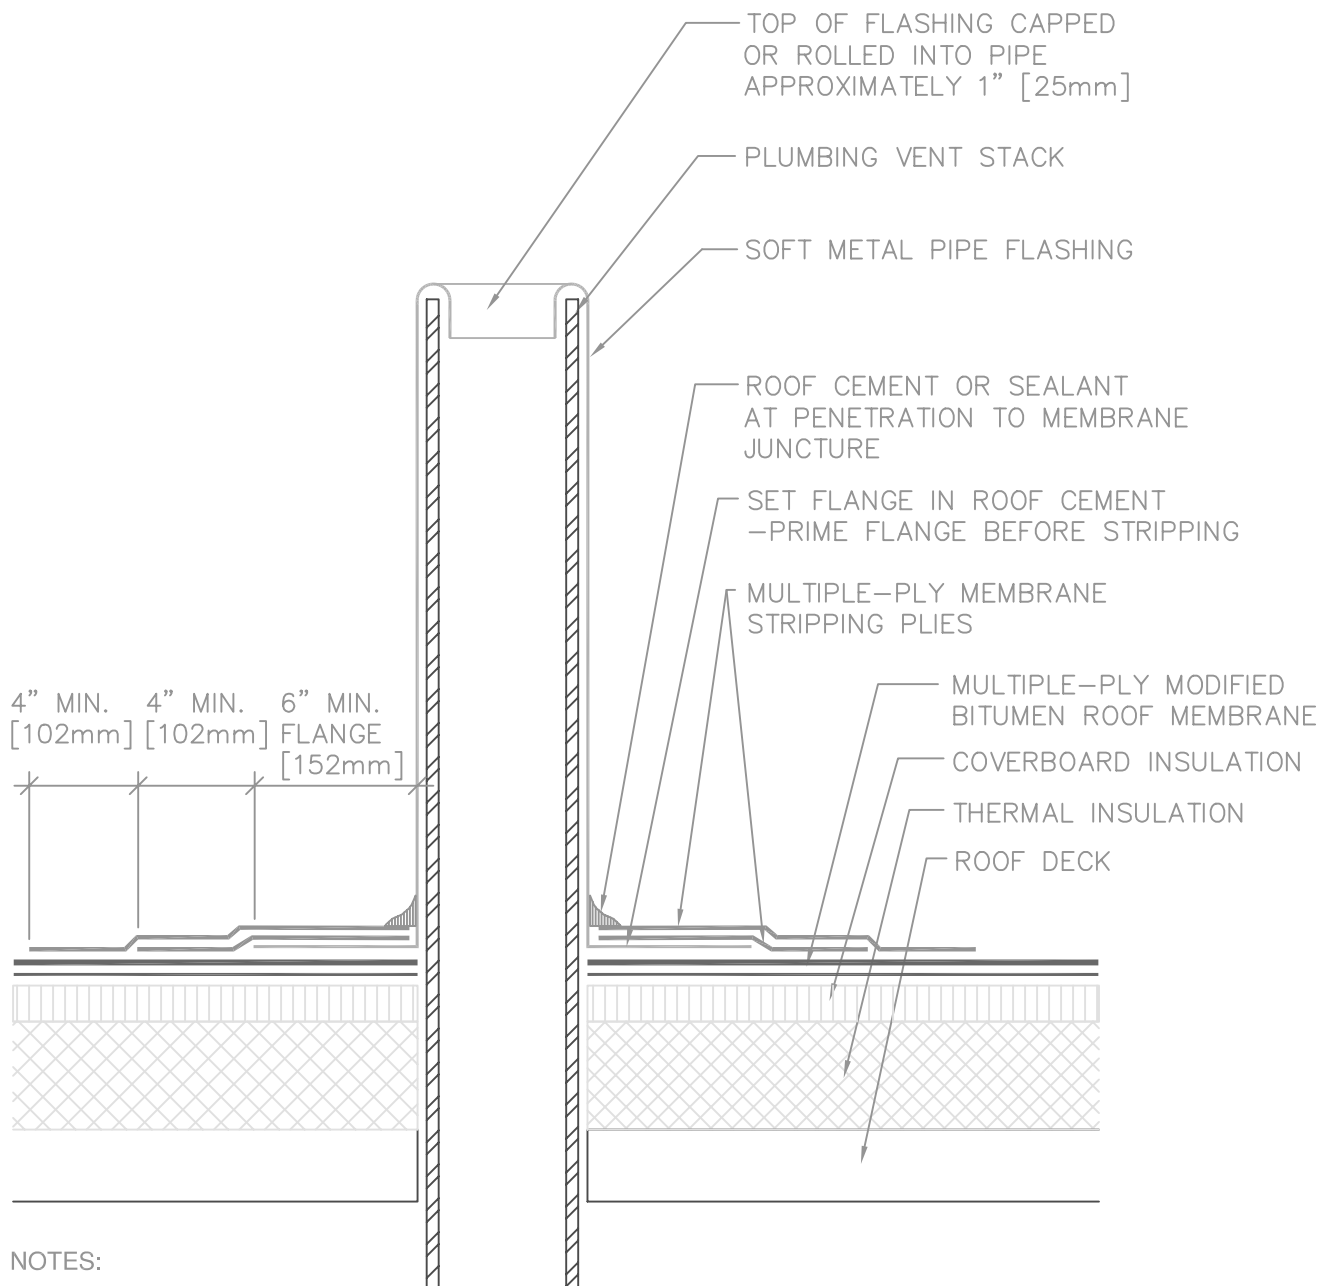 TOP OF FLASHING CAPPED
OR ROLLED INTO PIPE
APPROXIMATELY 1” [25mm]
PLUMBING VENT STACK
SOFT METAL PIPE FLASHING
ROOF CEMENT OR SEALANT
AT PENETRATION TO MEMBRANE
JUNCTURE
SET FLANGE IN ROOF CEMENT
–PRIME FLANGE BEFORE STRIPPING
MULTIPLE–PLY MEMBRANE
STRIPPING PLIES
4” MIN.
[102mm]
4” MIN.
[102mm]
6” MIN.
FLANGE
[152mm]
MULTIPLE–PLY MODIFIED
BITUMEN ROOF MEMBRANE
COVERBOARD INSULATION
THERMAL INSULATION
ROOF DECK
NOTES: